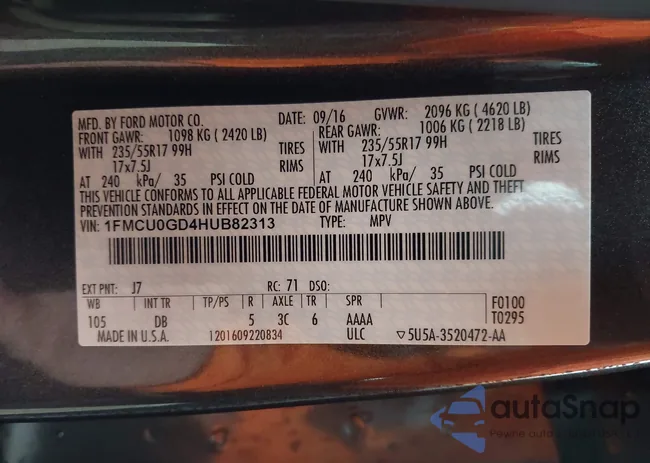 MFD. BY FORD MOTOR CO. DATE: 09/16 GVWR: 2096 KG (4620 LB)
FRONT GAWR: 1098 KG (2420 LB) REAR GAWR: 1006 KG (2218 LB)
WITH 235/55R17 99H TIRES WITH 235/55R17 99H TIRES
17x7.5J RIMS 17x7.5J RIMS
AT 240 kPa/ 35 PSI COLD AT 240 kPa/ 35 PSI COLD
THIS VEHICLE CONFORMS TO ALL APPLICABLE FEDERAL MOTOR VEHICLE SAFETY AND THEFT
PREVENTION STANDARDS IN EFFECT ON THE DATE OF MANUFACTURE SHOWN ABOVE.
VIN: 1FMCU0GD4HUB82313 TYPE: MPV
EXT PNT: J7 RC: 71 DSO:
WB INT TR TP/PS R AXLE TR SPR F0100
105 DB 5 3C 6 AAAA T0295
MADE IN U.S.A. 1201609220834 ULC ▽5U5A-3520472-AA
autoSnap